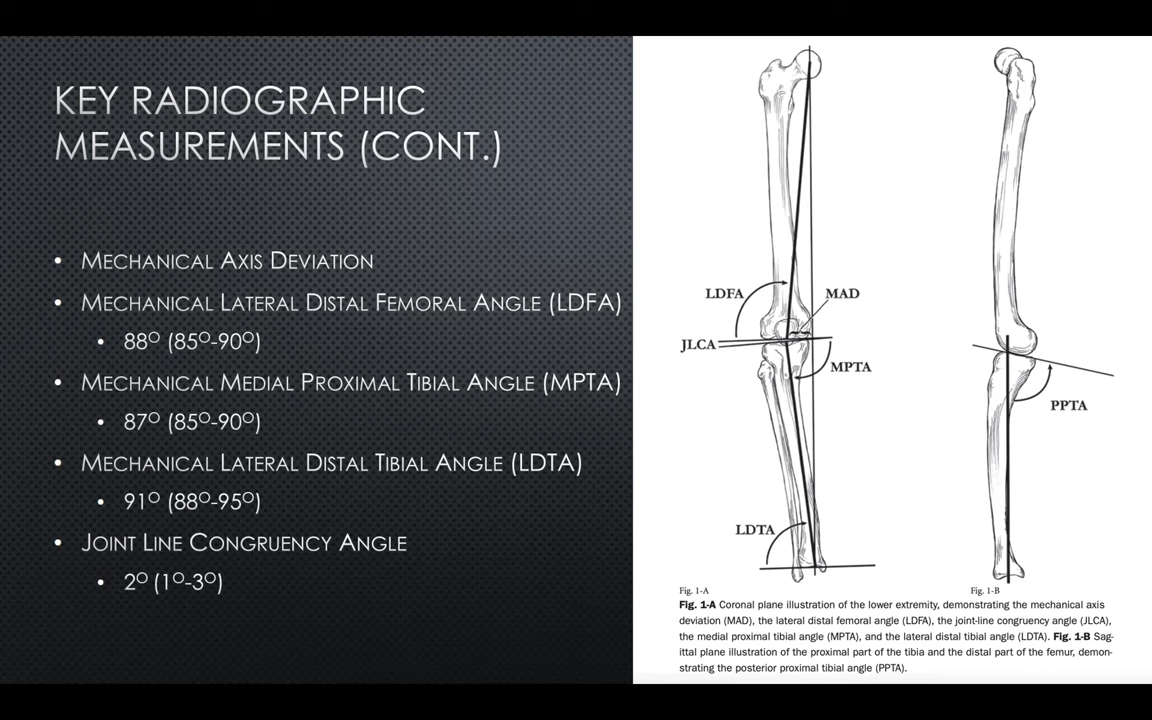 KEY RADIOGRAPHIC
MEASUREMENTS (CONT.)
• MECHANICAL AXIS DEVIATION
• MECHANICAL LATERAL DISTAL FEMORAL ANGLE (LDFA)
• 88° (85°-90°)
• MECHANICAL MEDIAL PROXIMAL TIBIAL ANGLE (MPTA)
• 87° (85°-90°)
• MECHANICAL LATERAL DISTAL TIBIAL ANGLE (LDTA)
• 91° (88°-95°)
• JOINT LINE CONGRUENCY ANGLE
• 2° (1°-3°)
LDFA
MAD
JLCA
MPTA
PPTA
LDTA
Fig. 1-A
Fig. 1-B
Fig. 1-A Coronal plane illustration of the lower extremity, demonstrating the mechanical axis
deviation (MAD), the lateral distal femoral angle (LDFA), the joint-line congruency angle (JLCA),
the medial proximal tibial angle (MPTA), and the lateral distal tibial angle (LDTA). Fig. 1-B Sag-
ittal plane illustration of the proximal part of the tibia and the distal part of the femur, demon-
strating the posterior proximal tibial angle (PPTA).